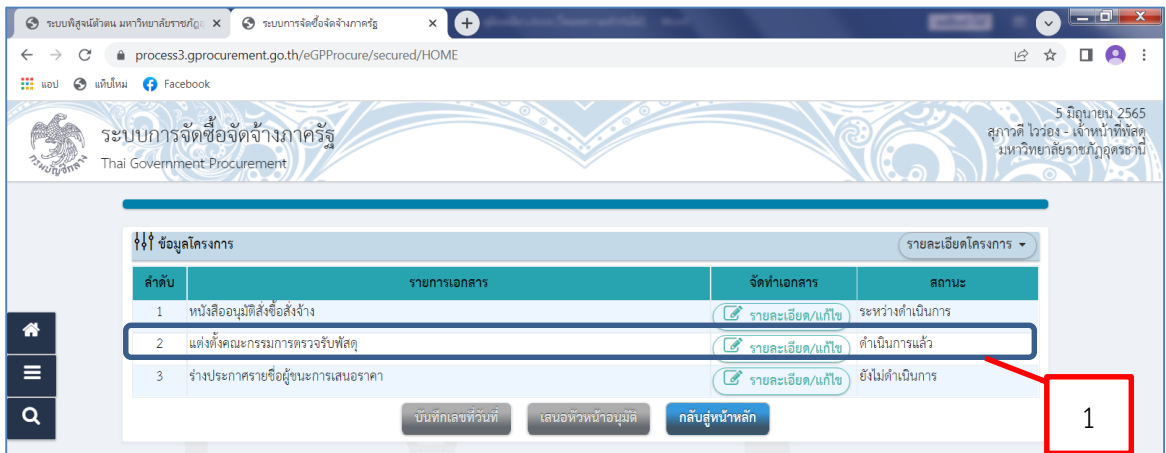 ระบบพิสูจน์ตัวตน มหาวิทยาลัยราชภัฏอุ
ระบบการจัดซื้อจัดจ้างภาครัฐ
process3.gprocurement.go.th/eGPProcure/secured/HOME
แอป แท็บใหม่ Facebook
ระบบการจัดซื้อจัดจ้างภาครัฐ
Thai Government Procurement
กรมบัญชีกลาง
5 มิถุนายน 2565
สุภาวดี ไวว่อง - เจ้าหน้าที่พัสดุ
มหาวิทยาลัยราชภัฏอุดรธานี
ข้อมูลโครงการ รายละเอียดโครงการ
ลำดับ รายการเอกสาร จัดทำเอกสาร สถานะ
1 หนังสืออนุมัติสั่งซื้อสั่งจ้าง รายละเอียด/แก้ไข ระหว่างดำเนินการ
2 แต่งตั้งคณะกรรมการตรวจรับพัสดุ รายละเอียด/แก้ไข ดำเนินการแล้ว
3 ร่างประกาศรายชื่อผู้ชนะการเสนอราคา รายละเอียด/แก้ไข ยังไม่ดำเนินการ
บันทึกเลขที่วันที่ เสนอหัวหน้าอนุมัติ กลับสู่หน้าหลัก
1